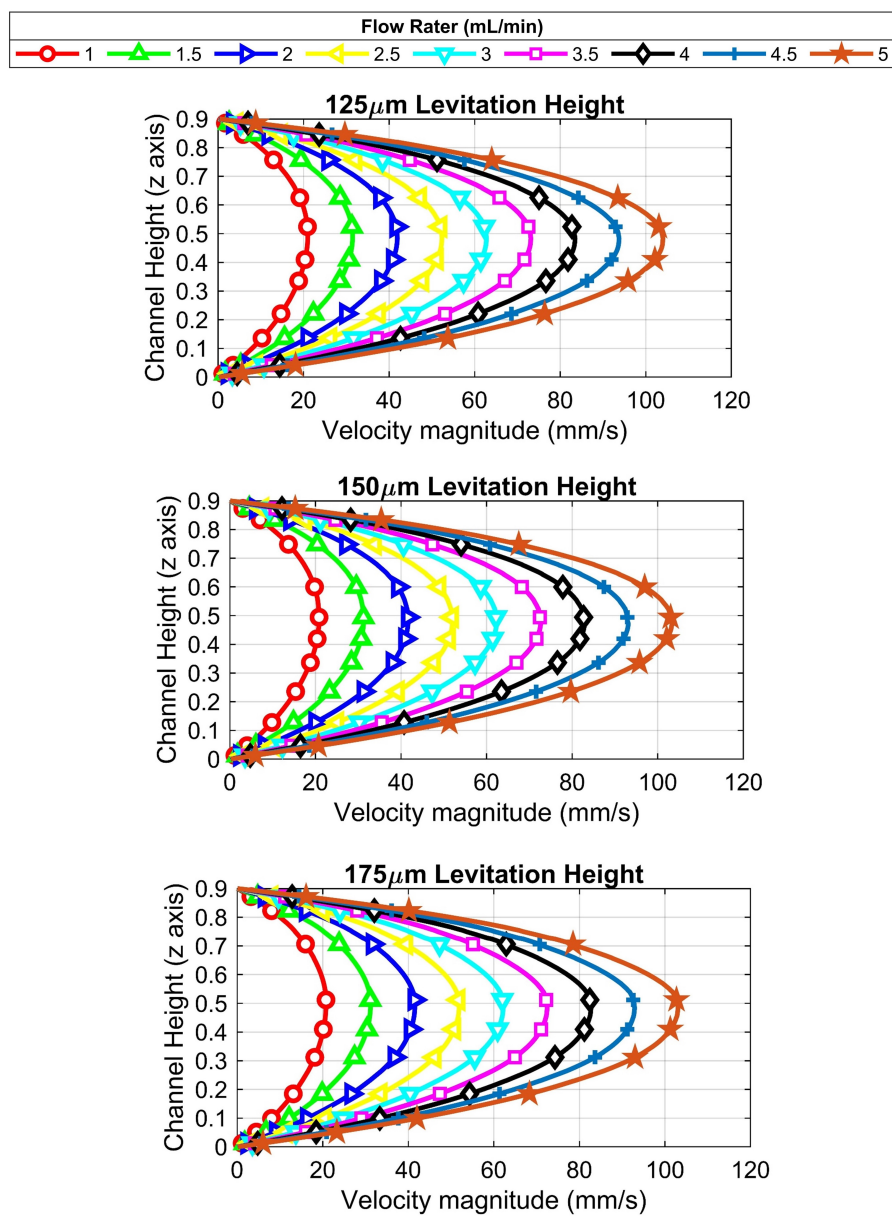 Flow Rater (mL/min)
1 1.5 2 2.5 3 3.5 4 4.5 5
125μm Levitation Height
Channel Height (z axis)
0.9
0.8
0.7
0.6
0.5
0.4
0.3
0.2
0.1
0
0 20 40 60 80 100 120
Velocity magnitude (mm/s)
150μm Levitation Height
Channel Height (z axis)
0.9
0.8
0.7
0.6
0.5
0.4
0.3
0.2
0.1
0
0 20 40 60 80 100 120
Velocity magnitude (mm/s)
175μm Levitation Height
Channel Height (z axis)
0.9
0.8
0.7
0.6
0.5
0.4
0.3
0.2
0.1
0
0 20 40 60 80 100 120
Velocity magnitude (mm/s)